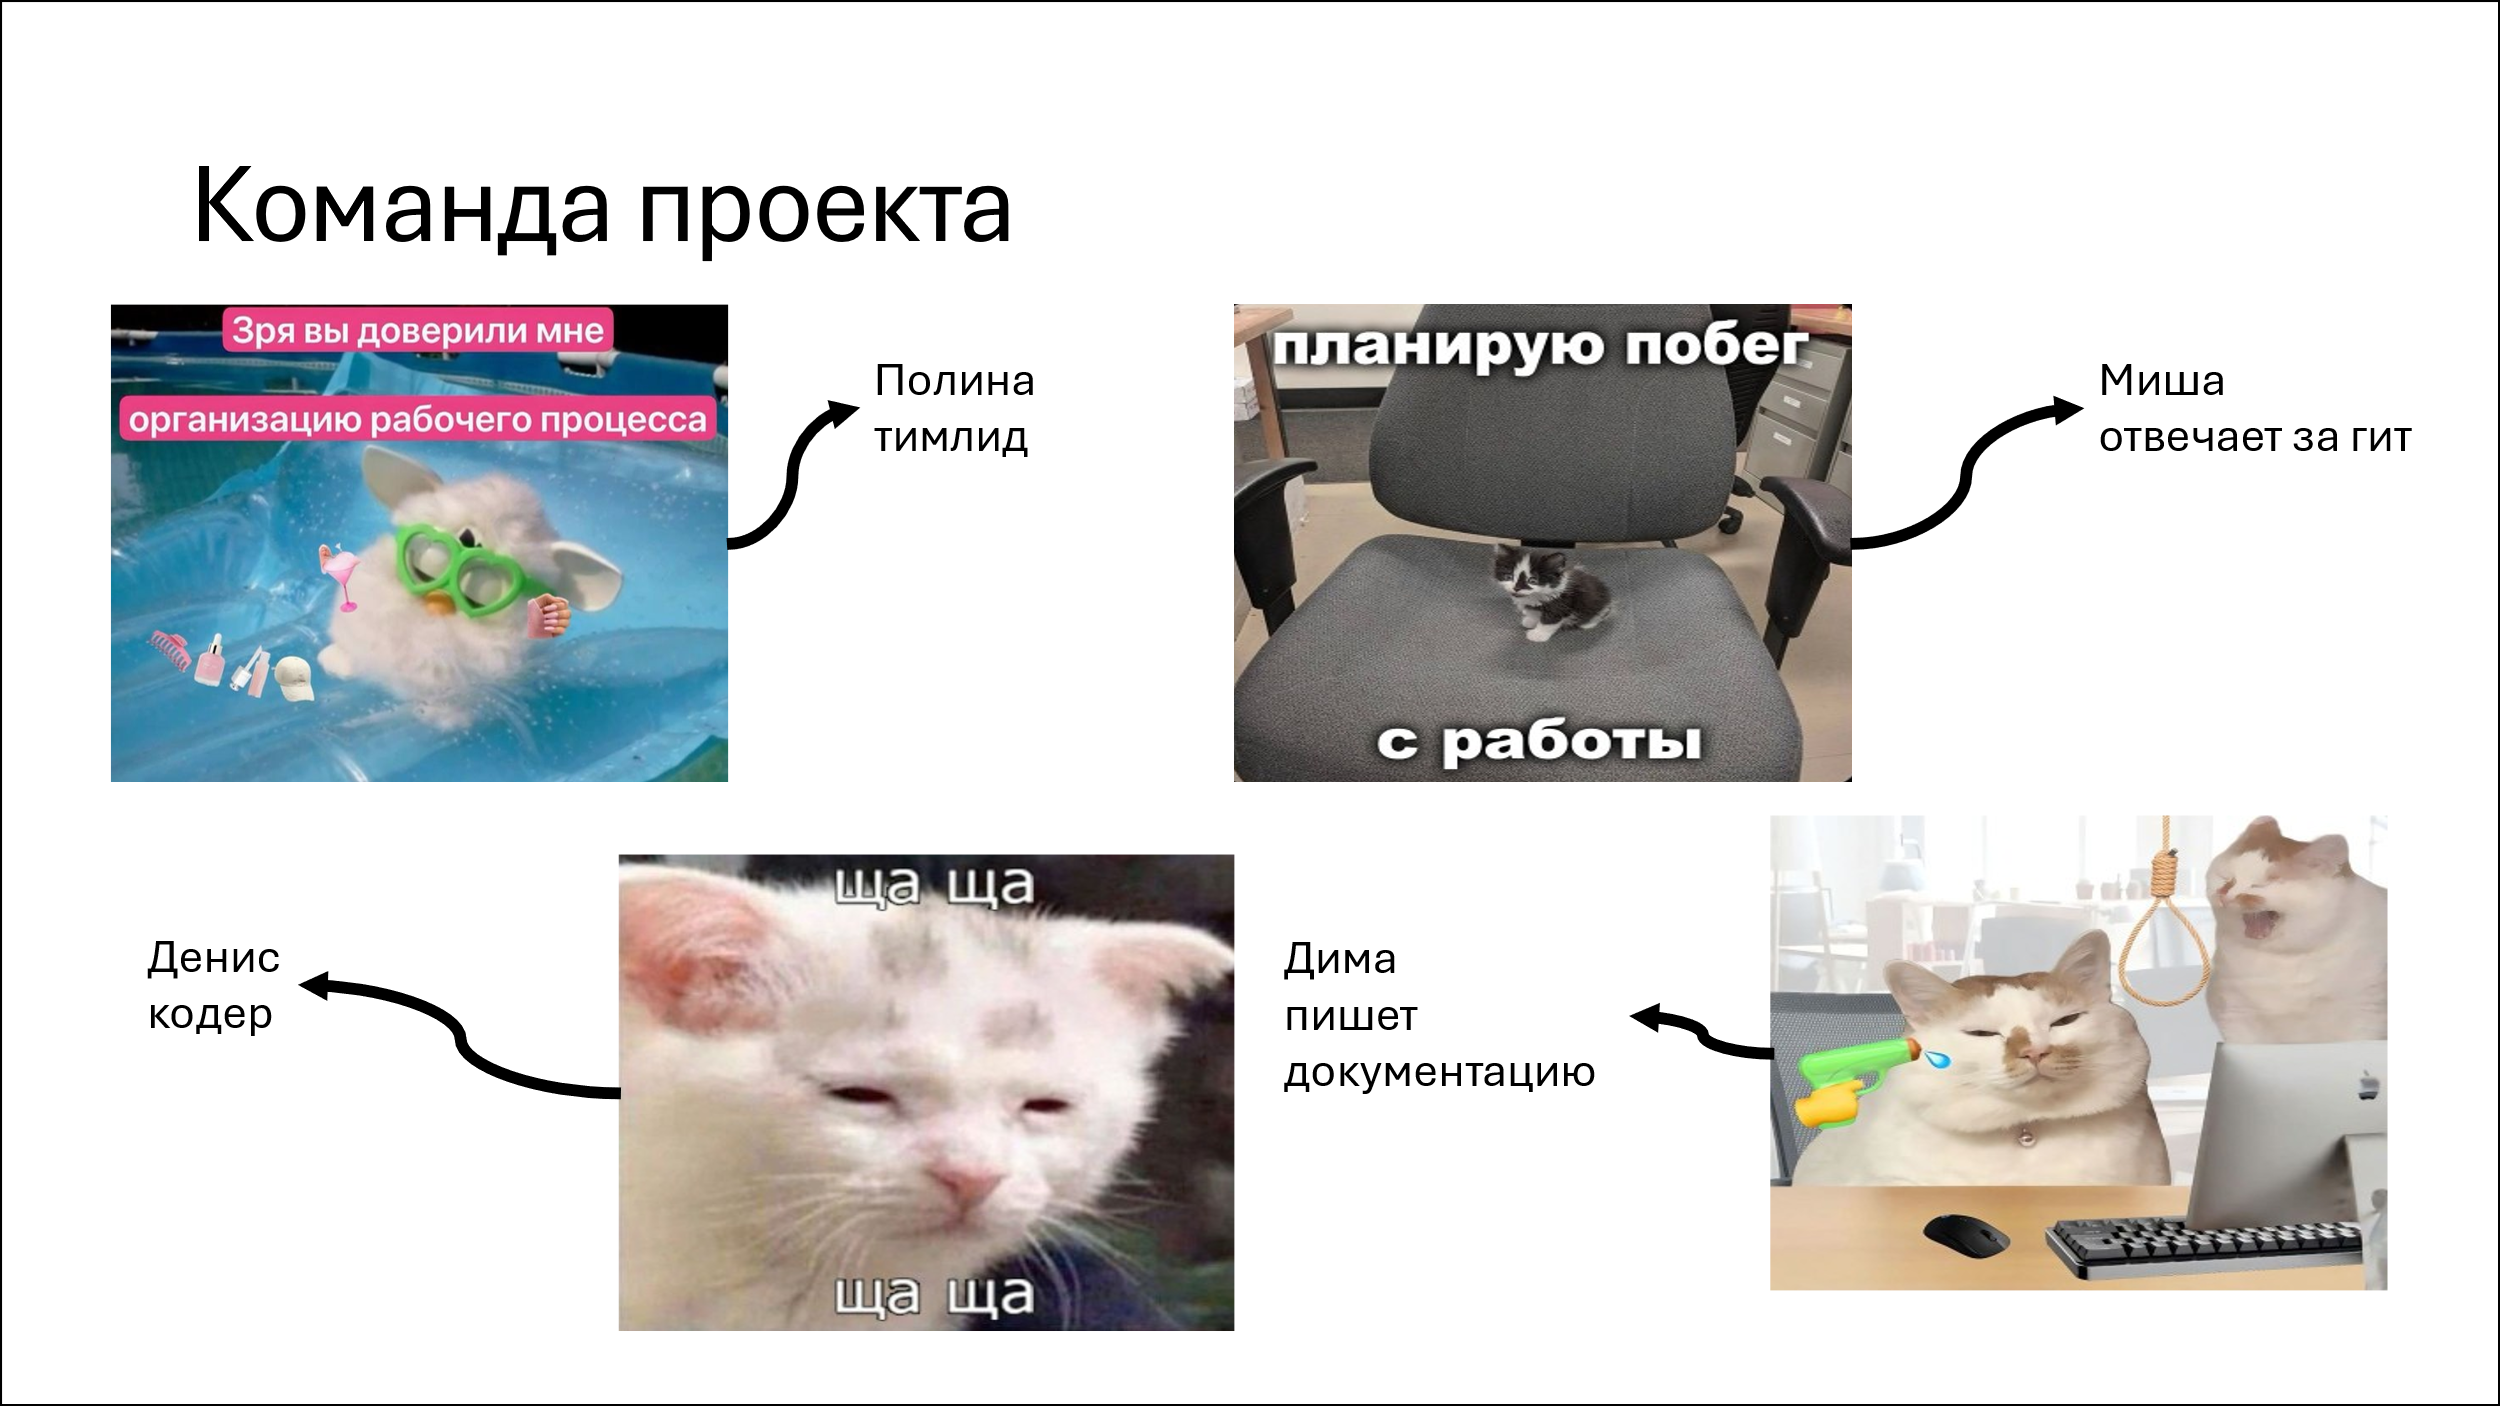 Команда проекта
Зря вы доверили мне
организацию рабочего процесса
Полина
тимлид
планирую побег
с работы
Миша
отвечает за гит
Денис
кодер
ща ща
ща ща
Дима
пишет
документацию